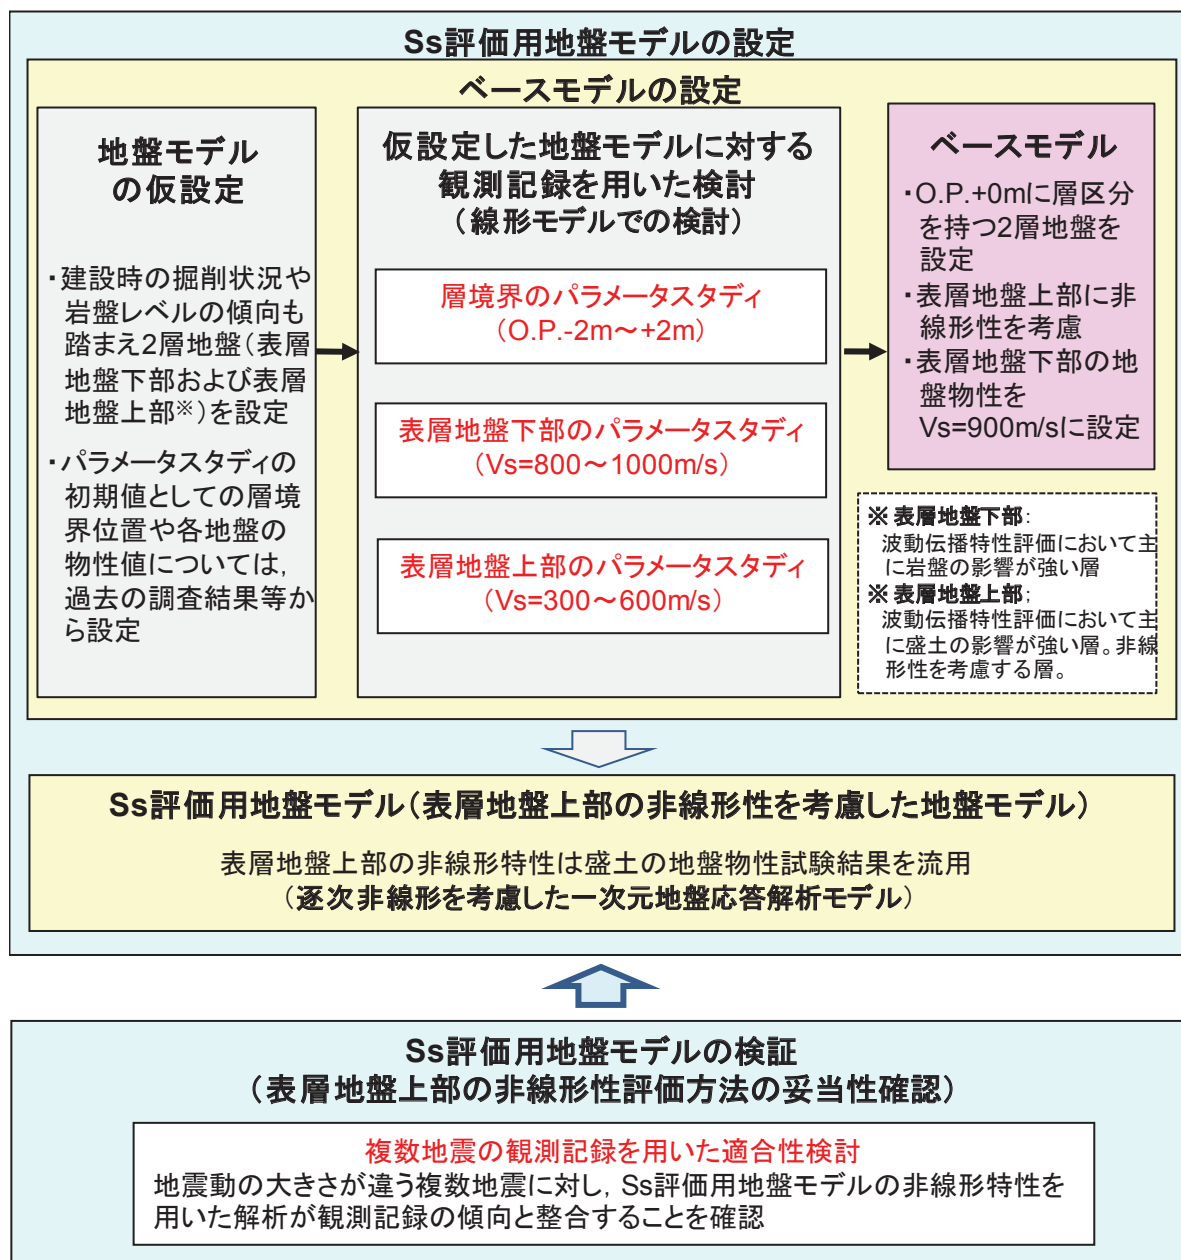 Ss評価用地盤モデルの設定
ベースモデルの設定
地盤モデル
の仮設定
・建設時の掘削状況や
岩盤レベルの傾向も
踏まえ2層地盤（表層
地盤下部および表層
地盤上部※）を設定
・パラメータスタディの
初期値としての層境
界位置や各地盤の
物性値については，
過去の調査結果等か
ら設定
仮設定した地盤モデルに対する
観測記録を用いた検討
（線形モデルでの検討）
層境界のパラメータスタディ
（O.P.-2m～+2m）
表層地盤下部のパラメータスタディ
（Vs=800～1000m/s）
表層地盤上部のパラメータスタディ
（Vs=300～600m/s）
ベースモデル
・O.P.+0mに層区分
を持つ2層地盤を
設定
・表層地盤上部に非
線形性を考慮
・表層地盤下部の地
盤物性を
Vs=900m/sに設定
※ 表層地盤下部：
波動伝播特性評価において主
に岩盤の影響が強い層
※ 表層地盤上部；
波動伝播特性評価において主
に盛土の影響が強い層。非線
形性を考慮する層。
Ss評価用地盤モデル（表層地盤上部の非線形性を考慮した地盤モデル）
表層地盤上部の非線形特性は盛土の地盤物性試験結果を流用
（逐次非線形を考慮した一次元地盤応答解析モデル）
Ss評価用地盤モデルの検証
（表層地盤上部の非線形性評価方法の妥当性確認）
複数地震の観測記録を用いた適合性検討
地震動の大きさが違う複数地震に対し，Ss評価用地盤モデルの非線形特性を
用いた解析が観測記録の傾向と整合することを確認